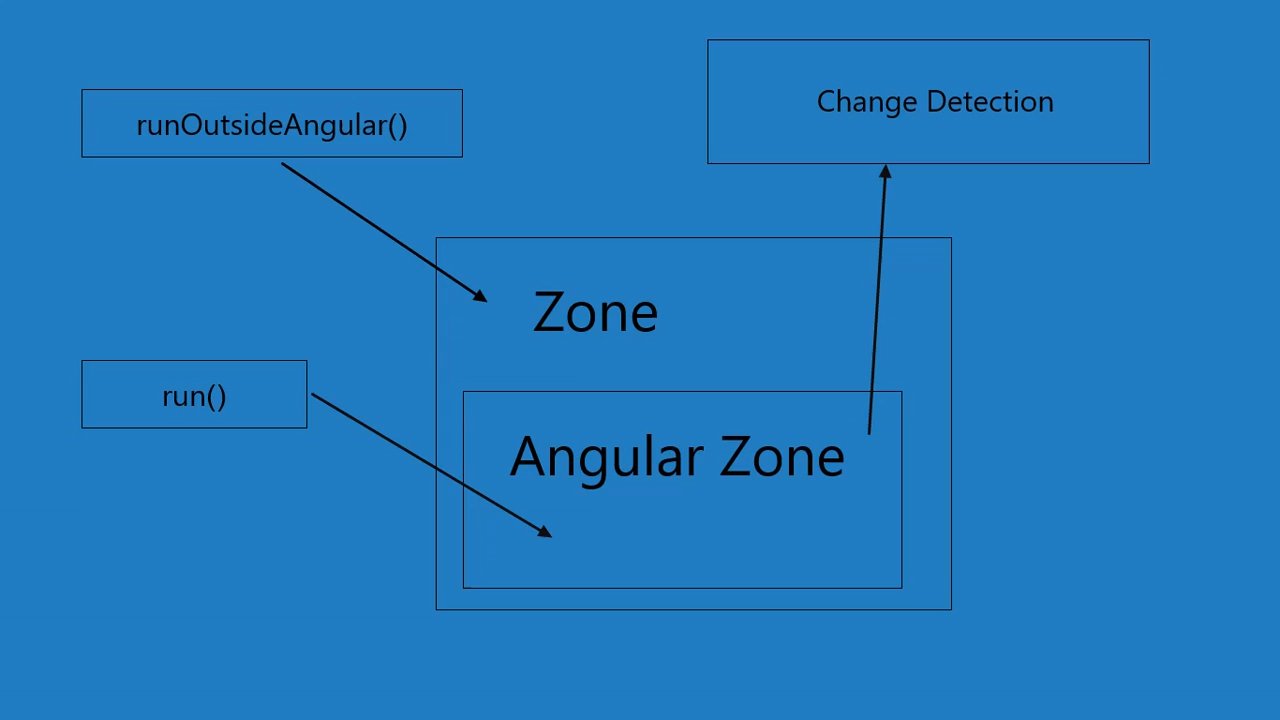 runOutsideAngular()
Change Detection
Zone
run()
Angular Zone